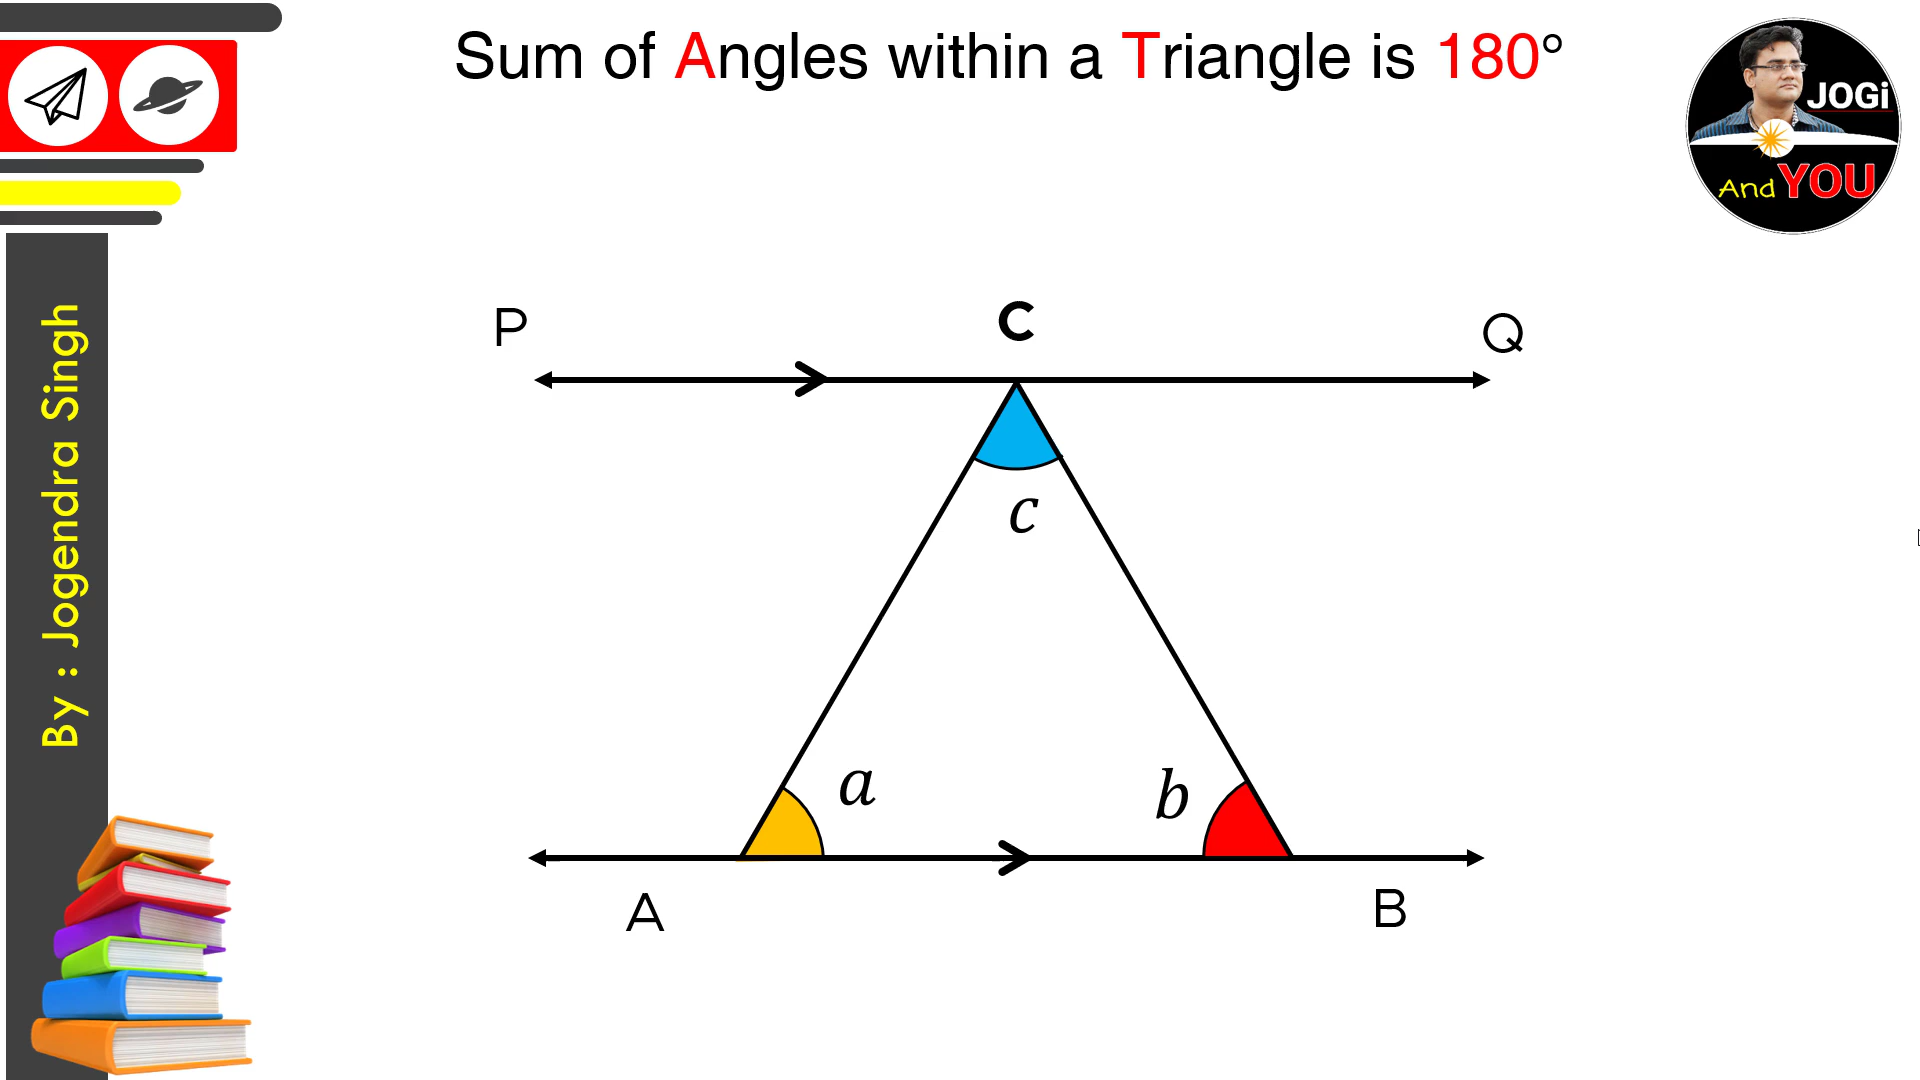 Sum of Angles within a Triangle is 180°
JOGi
And YOU
By : Jogendra Singh
P
C
Q
c
a
b
A
B